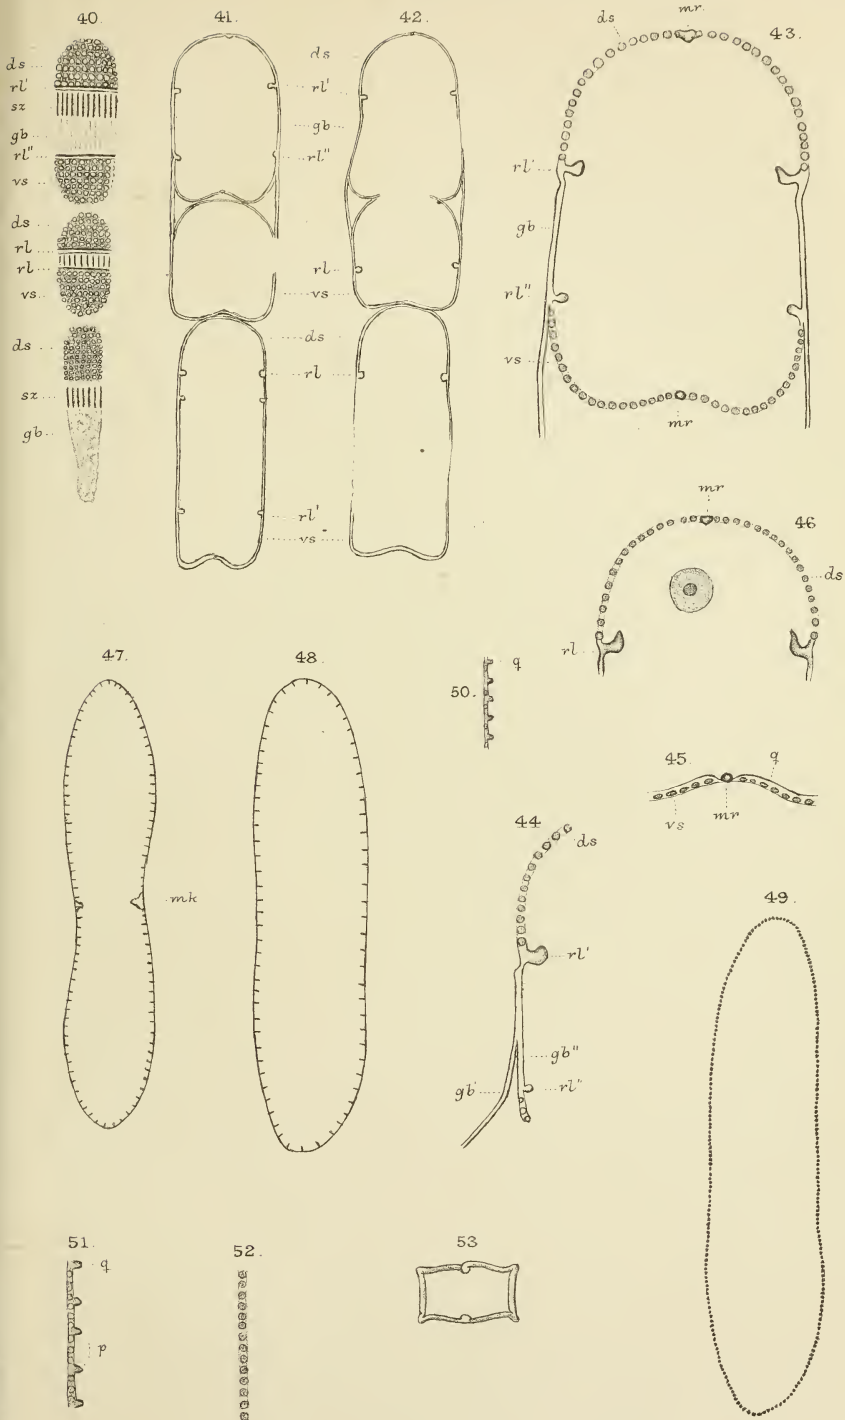 40.
ds
rl'
sz
gb
rl"
vs
ds
rl
rl
vs
ds
sz
gb
41.
42.
ds
rl'
gb
rl"
rl
vs
ds
rl
rl'
vs
43.
ds
mr.
rl'
gb
rl"
vs
mr
46
mr
ds
rl
47.
mk
48.
50.
q
45.
q
vs
mr
44
ds
rl'
gb"
gb'
rl"
49.
51.
q
p
52.
53